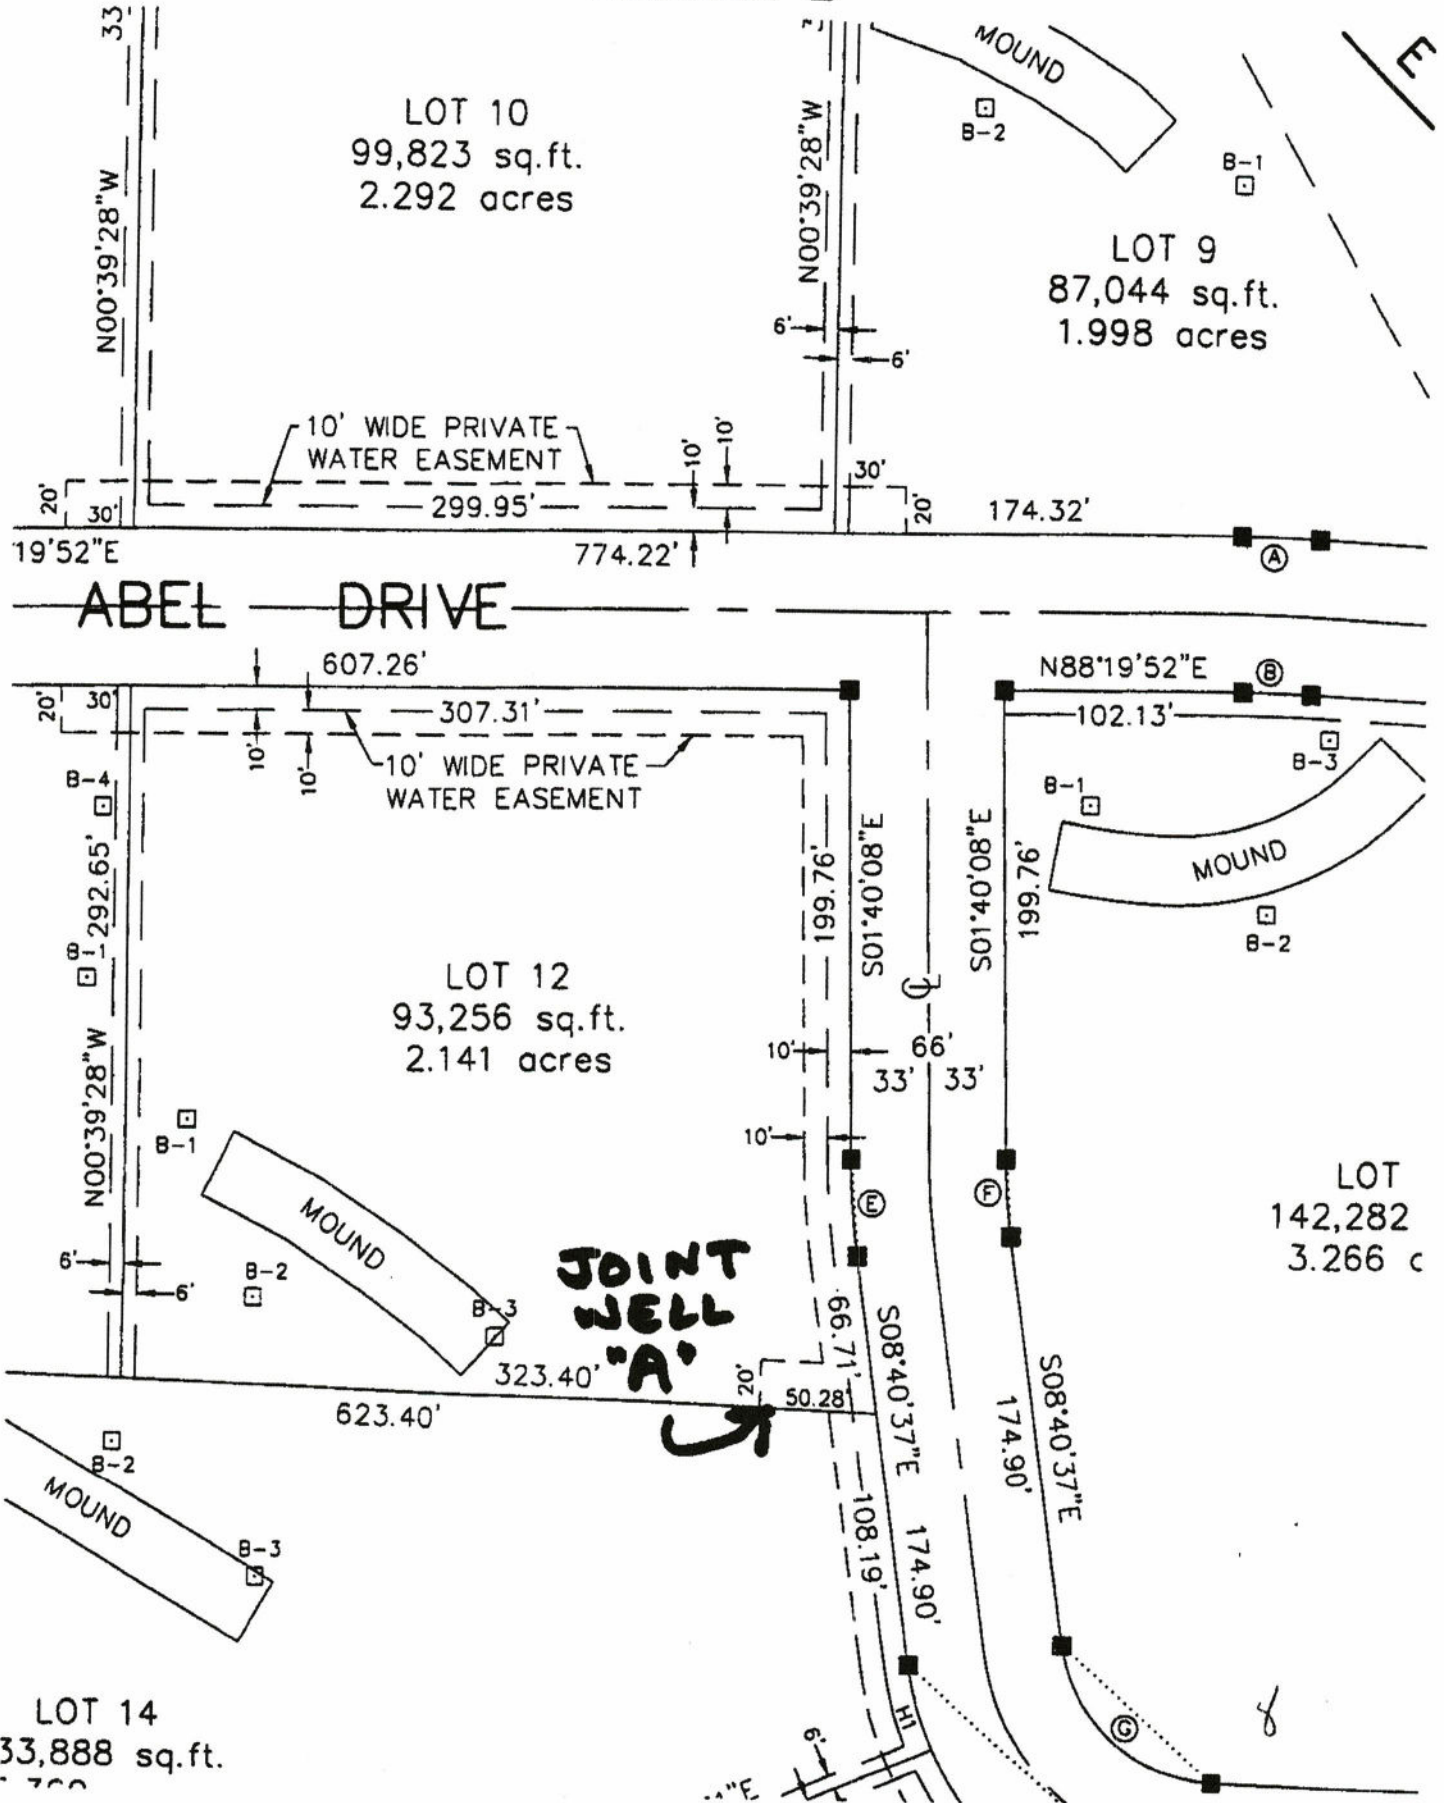 33'
LOT 10
99,823 sq.ft.
2.292 acres
N00°39'28"W
N00°39'28"W
MOUND
B-2
B-1
E
LOT 9
87,044 sq.ft.
1.998 acres
6'
6'
10' WIDE PRIVATE
WATER EASEMENT
10'
10'
20'
30'
299.95'
30'
20'
174.32'
19'52"E
774.22'
A
ABEL DRIVE
607.26'
N88°19'52"E
B
20'
30'
307.31'
102.13'
10'
10'
10' WIDE PRIVATE
WATER EASEMENT
B-4
B-3
B-1
MOUND
B-2
292.65'
B-1
199.76'
S01°40'08"E
S01°40'08"E
199.76'
LOT 12
93,256 sq.ft.
2.141 acres
N00°39'28"W
10'
66'
33'
33'
10'
B-1
MOUND
B-2
B-3
6'
6'
E
F
LOT
142,282
3.266
JOINT
WELL
"A"
66.71'
S08°40'37"E
S08°40'37"E
323.40'
20'
50.28'
623.40'
174.90'
B-2
MOUND
B-3
108.19'
174.90'
LOT 14
33,888 sq.ft.
H1
G
8
6'
"E